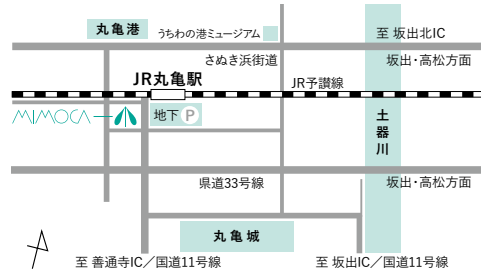 丸亀港
うちわの港ミュージアム
至 坂出北IC
さぬき浜街道
坂出・高松方面
JR丸亀駅
JR予讃線
MIMOCA
地下 P
土器川
県道33号線
坂出・高松方面
丸亀城
至 善通寺IC／国道11号線
至 坂出IC／国道11号線